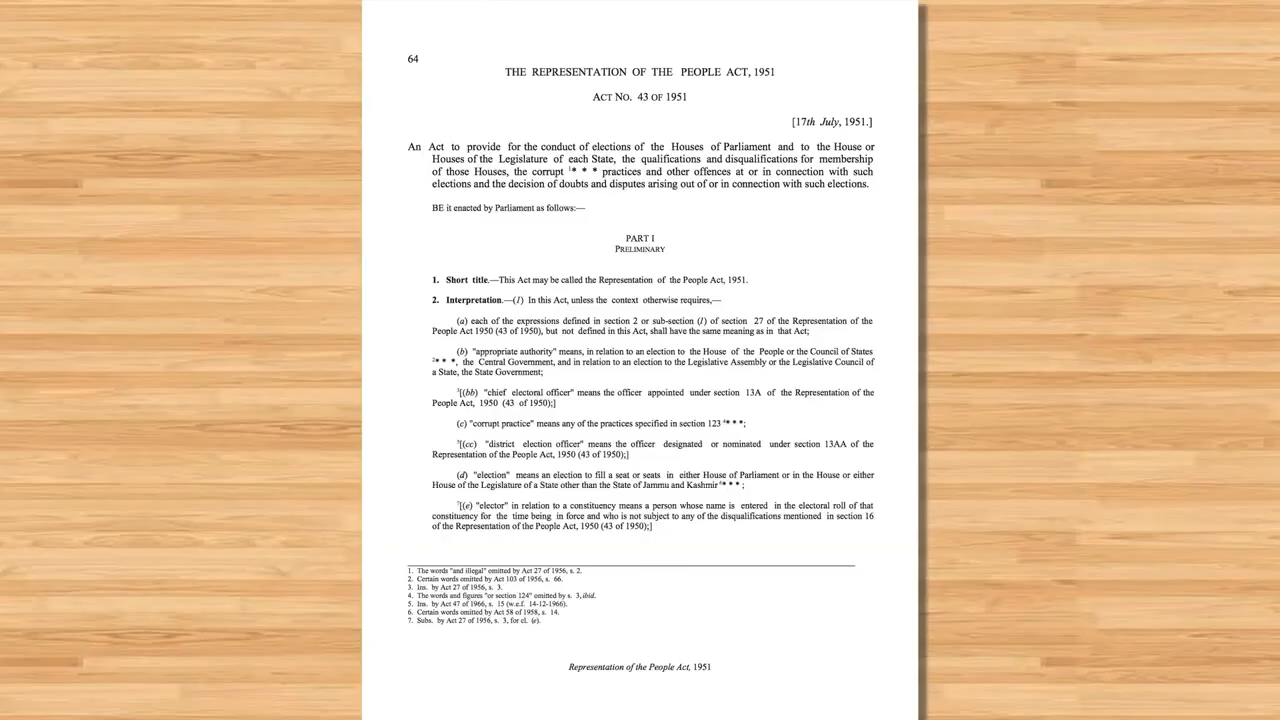 64
THE REPRESENTATION OF THE PEOPLE ACT, 1951
ACT NO. 43 OF 1951
[17th July, 1951.]
An Act to provide for the conduct of elections of the Houses of Parliament and to the House or
Houses of the Legislature of each State, the qualifications and disqualifications for membership
of those Houses, the corrupt 1* * * practices and other offences at or in connection with such
elections and the decision of doubts and disputes arising out of or in connection with such elections.
BE it enacted by Parliament as follows:—
PART I
PRELIMINARY
1. Short title.—This Act may be called the Representation of the People Act, 1951.
2. Interpretation.—(1) In this Act, unless the context otherwise requires,—
(a) each of the expressions defined in section 2 or sub-section (1) of section 27 of the Representation of the
People Act 1950 (43 of 1950), but not defined in this Act, shall have the same meaning as in that Act;
(b) "appropriate authority" means, in relation to an election to the House of the People or the Council of States
2* * *, the Central Government, and in relation to an election to the Legislative Assembly or the Legislative Council of
a State, the State Government;
3[(bb) "chief electoral officer" means the officer appointed under section 13A of the Representation of the
People Act, 1950 (43 of 1950);]
(c) "corrupt practice" means any of the practices specified in section 123 4* * *;
5[(cc) "district election officer" means the officer designated or nominated under section 13AA of the
Representation of the People Act, 1950 (43 of 1950);]
(d) "election" means an election to fill a seat or seats in either House of Parliament or in the House or either
House of the Legislature of a State other than the State of Jammu and Kashmir 6* * * ;
7[(e) "elector" in relation to a constituency means a person whose name is entered in the electoral roll of that
constituency for the time being in force and who is not subject to any of the disqualifications mentioned in section 16
of the Representation of the People Act, 1950 (43 of 1950);]
1. The words "and illegal" omitted by Act 27 of 1956, s. 2.
2. Certain words omitted by Act 103 of 1956, s. 66.
3. Ins. by Act 27 of 1956, s. 3.
4. The words and figures "or section 124" omitted by s. 3, ibid.
5. Ins. by Act 47 of 1966, s. 15 (w.e.f. 14-12-1966).
6. Certain words omitted by Act 58 of 1958, s. 14.
7. Subs. by Act 27 of 1956, s. 3, for cl. (e).
Representation of the People Act, 1951